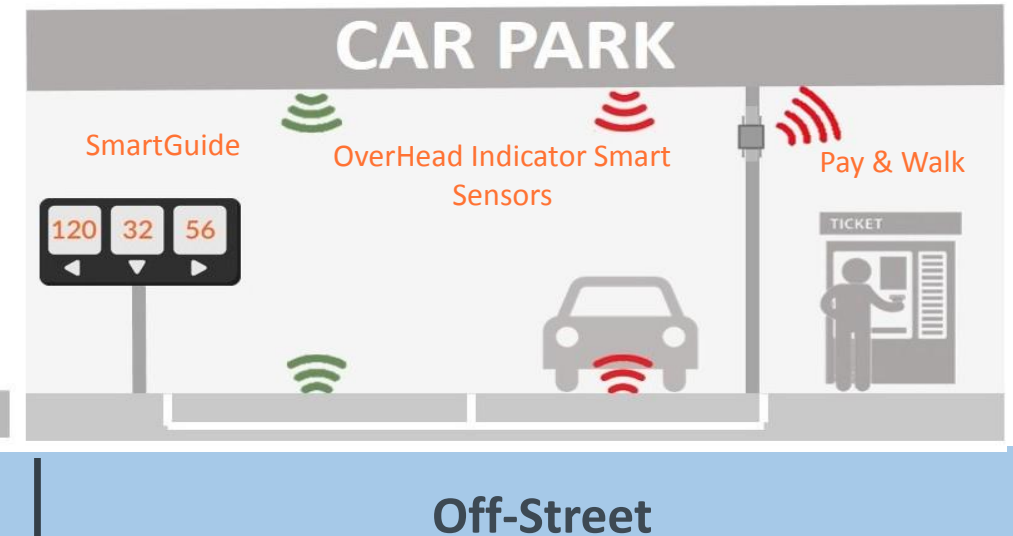 CAR PARK
SmartGuide
OverHead Indicator Smart
Sensors
Pay & Walk
120 32 56
TICKET
Off-Street